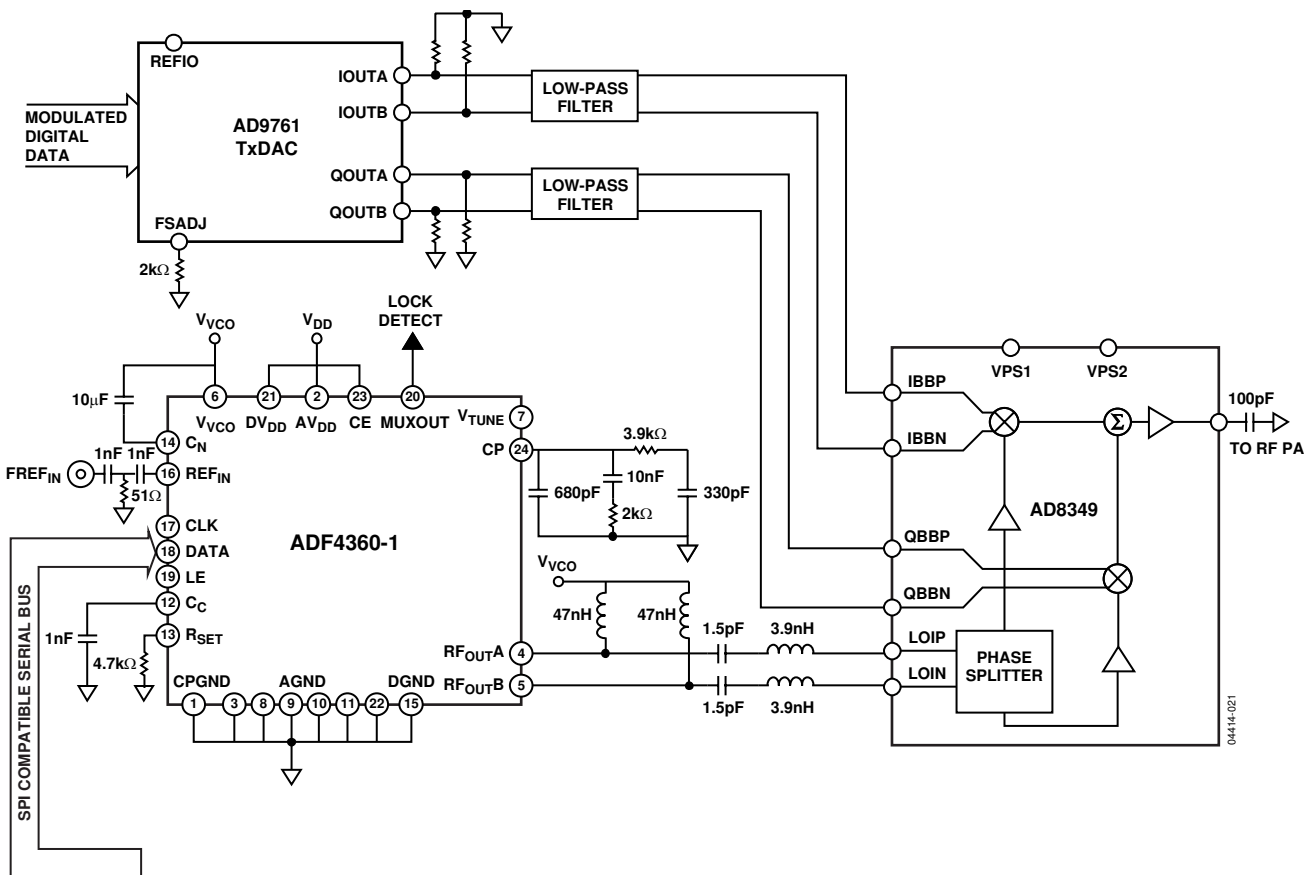 REFIO
MODULATED
DIGITAL
DATA
AD9761
TxDAC
IOUTA
IOUTB
QOUTA
QOUTB
FSADJ
2kΩ
LOW-PASS
FILTER
LOW-PASS
FILTER
LOCK
DETECT
VVCO
VDD
10µF
6
21
2
23
20
7
VVCO
DVDD
AVDD
CE
MUXOUT
VTUNE
14
CN
CP
24
3.9kΩ
1nF
1nF
FREFIN
16
REFIN
51Ω
680pF
10nF
330pF
2kΩ
17
CLK
18
DATA
19
LE
ADF4360-1
12
CC
1nF
13
RSET
4.7kΩ
VVCO
47nH
47nH
1.5pF
3.9nH
RFOUTA
4
RFOUTB
5
1.5pF
3.9nH
CPGND
AGND
DGND
1
3
8
9
10
11
22
15
SPI COMPATIBLE SERIAL BUS
VPS1
VPS2
IBBP
IBBN
Σ
100pF
TO RF PA
AD8349
QBBP
QBBN
LOIP
LOIN
PHASE
SPLITTER
04414-021